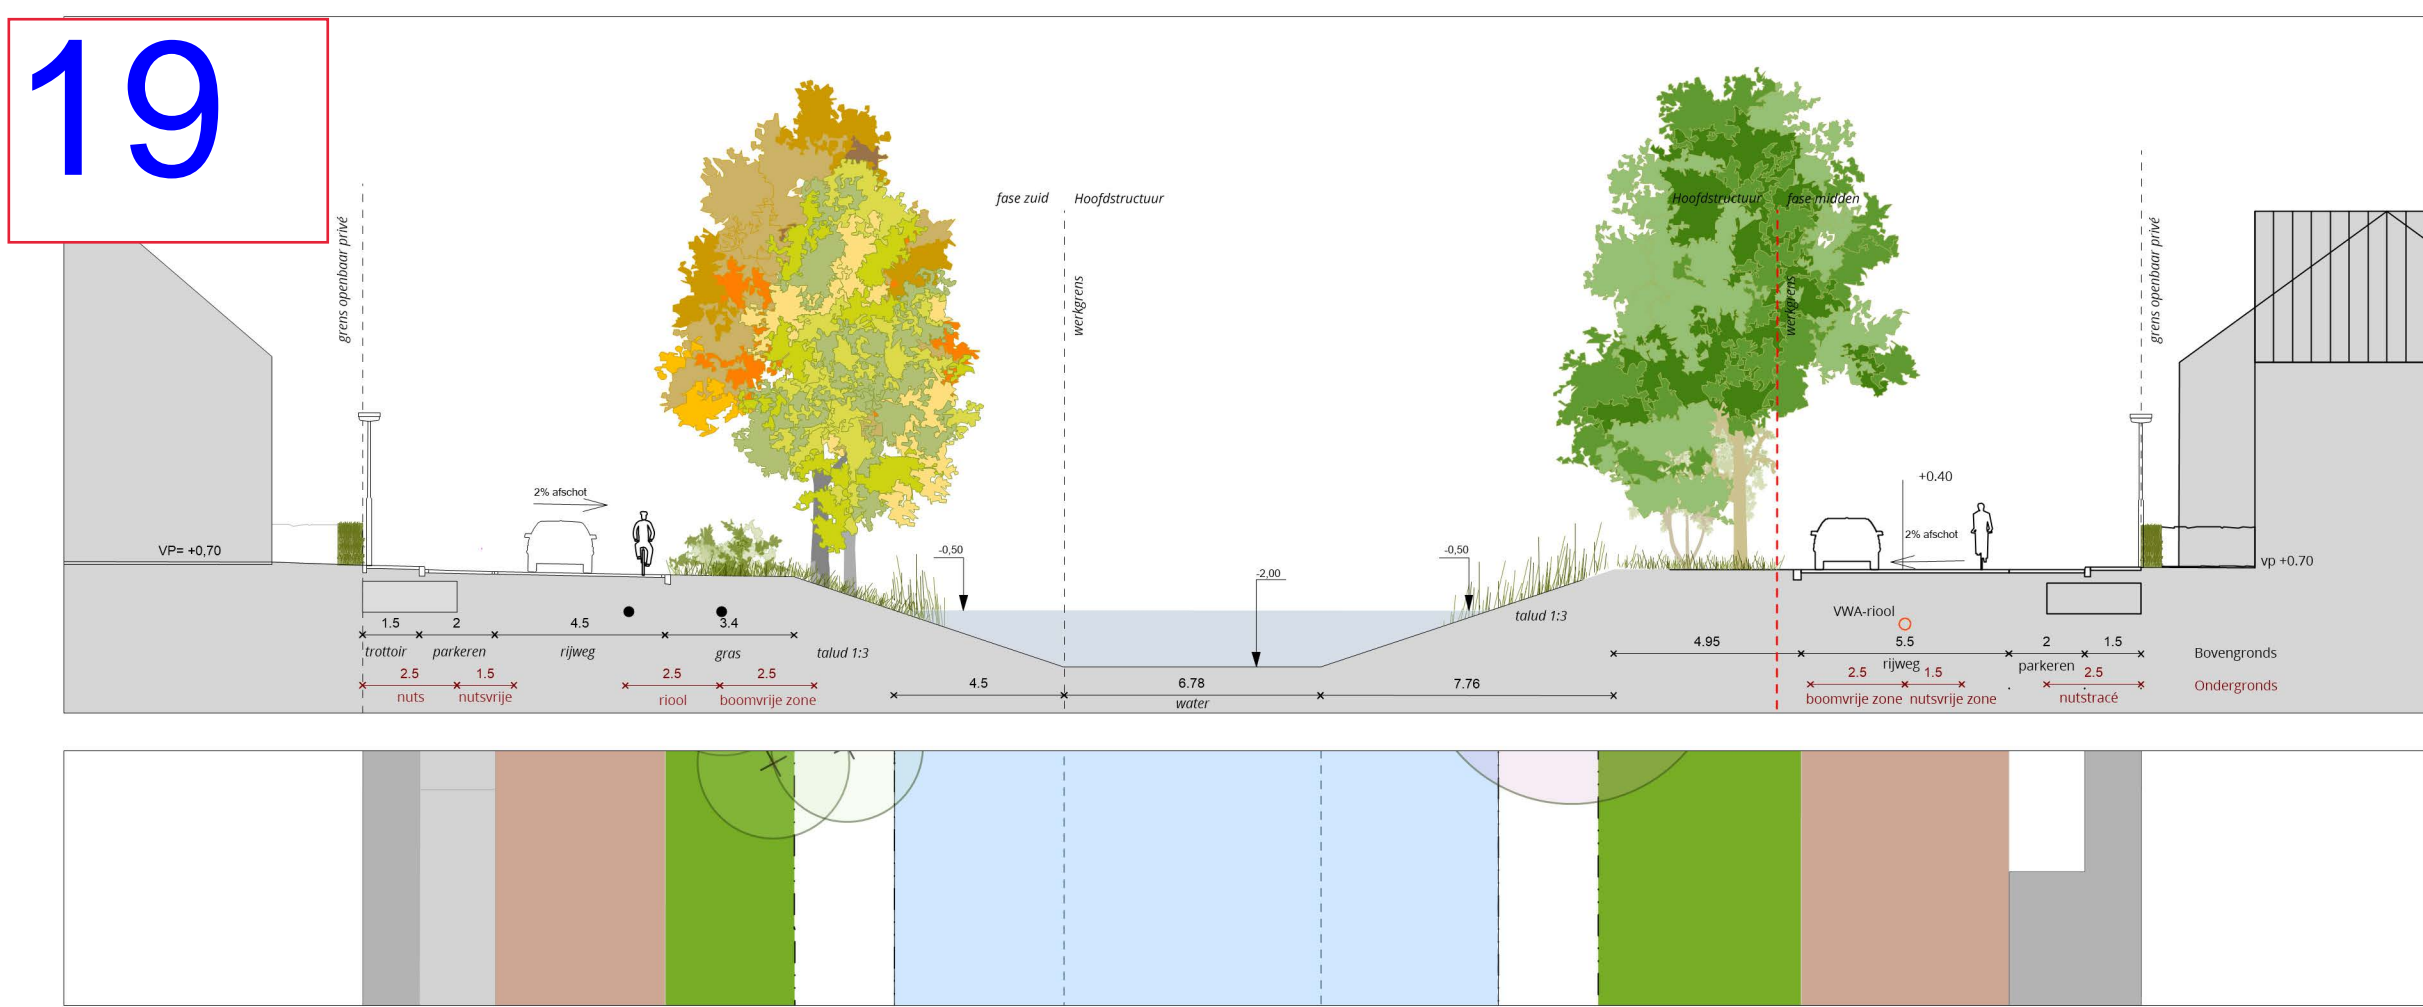 19
fase zuid
Hoofdstructuur
Hoofdstructuur
fase midden
grens openbaar privé
werkgrens
werkgrens
grens openbaar privé
+0.40
2% afschot
2% afschot
VP= +0,70
-0,50
-0,50
-2,00
vp +0.70
talud 1:3
VWA-riool
1.5
2
4.5
3.4
4.95
5.5
2
1.5
trottoir
parkeren
rijweg
gras
talud 1:3
rijweg
parkeren
Bovengronds
2.5
1.5
2.5
2.5
4.5
6.78
7.76
2.5
1.5
2.5
Ondergronds
nuts
nutsvrije
riool
boomvrije zone
water
boomvrije zone
nutsvrije zone
nutstracé